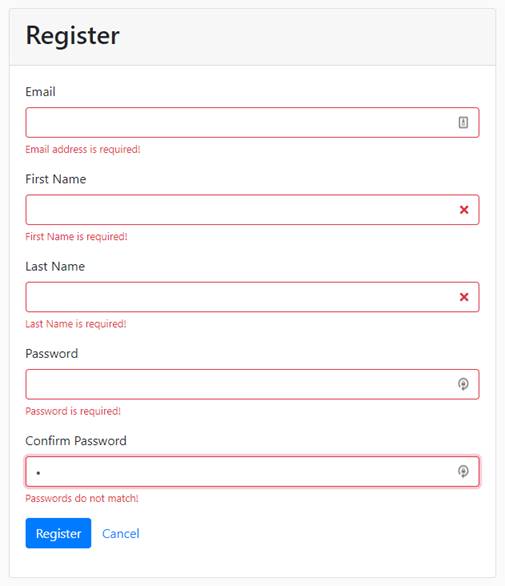 Register
Email
Email address is required!
First Name
First Name is required!
Last Name
Last Name is required!
Password
Password is required!
Confirm Password
Passwords do not match!
Register Cancel